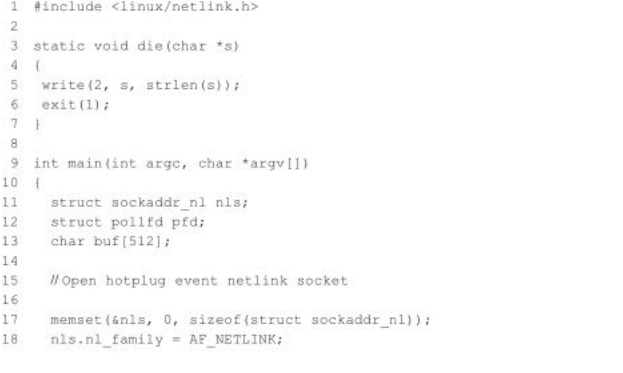 1 #include <linux/netlink.h>
2
3 static void die(char *s)
4 {
5 write(2, s, strlen(s));
6 exit(1);
7 }
8
9 int main(int argc, char *argv[])
10 {
11 struct sockaddr_nl nls;
12 struct pollfd pfd;
13 char buf[512];
14
15 //Open hotplug event netlink socket
16
17 memset(&nls, 0, sizeof(struct sockaddr_nl));
18 nls.nl_family = AF_NETLINK;